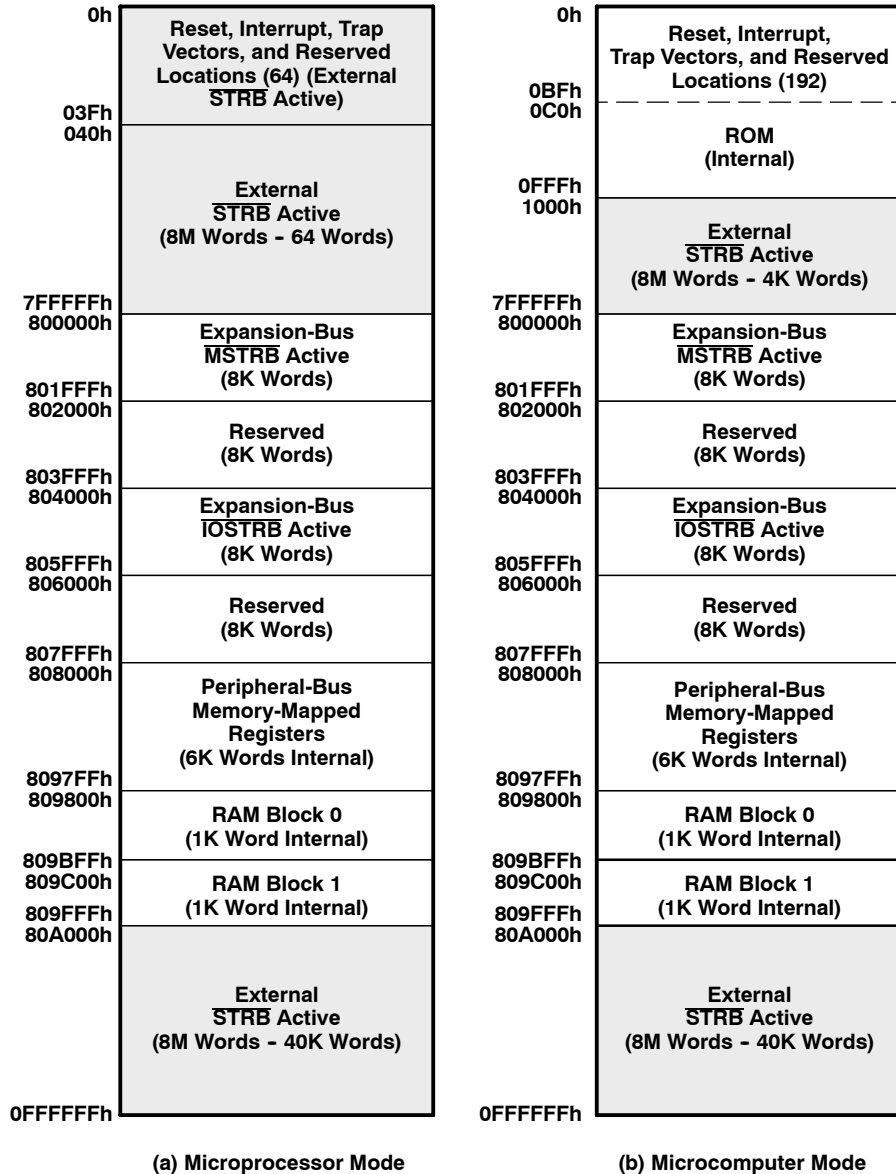 0h
Reset, Interrupt, Trap
Vectors, and Reserved
Locations (64) (External
STRB Active)
03Fh
040h
External
STRB Active
(8M Words - 64 Words)
7FFFFFh
800000h
Expansion-Bus
MSTRB Active
(8K Words)
801FFFh
802000h
Reserved
(8K Words)
803FFFh
804000h
Expansion-Bus
IOSTRB Active
(8K Words)
805FFFh
806000h
Reserved
(8K Words)
807FFFh
808000h
Peripheral-Bus
Memory-Mapped
Registers
(6K Words Internal)
8097FFh
809800h
RAM Block 0
(1K Word Internal)
809BFFh
809C00h
RAM Block 1
(1K Word Internal)
809FFFh
80A000h
External
STRB Active
(8M Words - 40K Words)
0FFFFFFh
(a) Microprocessor Mode
0h
Reset, Interrupt,
Trap Vectors, and Reserved
Locations (192)
0BFh
0C0h
ROM
(Internal)
0FFFh
1000h
External
STRB Active
(8M Words - 4K Words)
7FFFFFh
800000h
Expansion-Bus
MSTRB Active
(8K Words)
801FFFh
802000h
Reserved
(8K Words)
803FFFh
804000h
Expansion-Bus
IOSTRB Active
(8K Words)
805FFFh
806000h
Reserved
(8K Words)
807FFFh
808000h
Peripheral-Bus
Memory-Mapped
Registers
(6K Words Internal)
8097FFh
809800h
RAM Block 0
(1K Word Internal)
809BFFh
809C00h
RAM Block 1
(1K Word Internal)
809FFFh
80A000h
External
STRB Active
(8M Words - 40K Words)
0FFFFFFh
(b) Microcomputer Mode